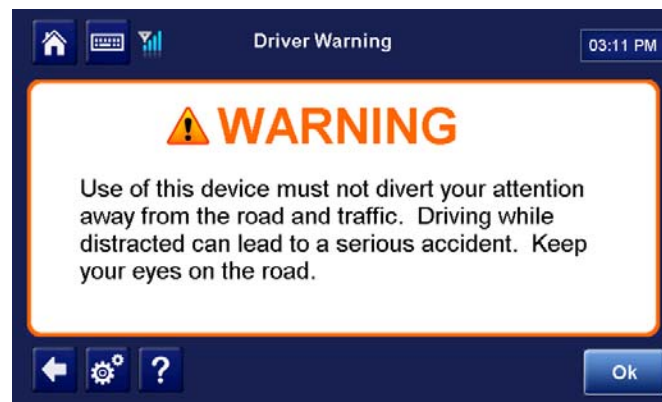 Driver Warning
03:11 PM
WARNING
Use of this device must not divert your attention
away from the road and traffic.  Driving while
distracted can lead to a serious accident.  Keep
your eyes on the road.
?
Ok